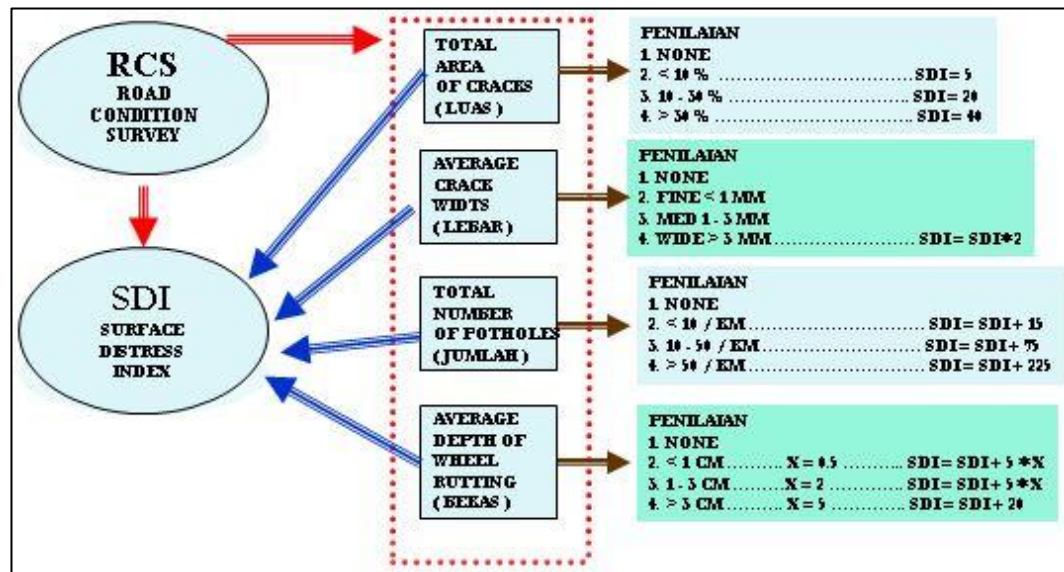 RCS
ROAD
CONDITION
SURVEY
SDI
SURFACE
DISTRESS
INDEX
TOTAL
AREA
OF CRACES
( LUAS )
PENILAIAN
1. NONE
2. < 10 % ........................................ SDI = 5
3. 10 - 30 % ........................................ SDI = 20
4. > 30 % ........................................ SDI = 40
AVERAGE
CRACK
WIDTS
( LEBAR )
PENILAIAN
1. NONE
2. FINE < 1 MM
3. MED 1 - 3 MM
4. WIDE > 3 MM ........................... SDI = SDI*2
TOTAL
NUMBER
OF POTHOLES
(JUMLAH )
PENILAIAN
1. NONE
2. < 10 / KM ........................................ SDI = SDI + 15
3. 10 - 50 / KM ................................... SDI = SDI + 75
4. > 50 / KM ........................................ SDI = SDI + 225
AVERAGE
DEPTH OF
WHEEL
RUTTING
( BEKAS )
PENILAIAN
1. NONE
2. < 1 CM .......... X = 0.5 ............. SDI = SDI + 5 *X
3. 1 - 3 CM ......... X = 2 ............... SDI = SDI + 5 *X
4. > 3 CM .......... X = 5 ............. SDI = SDI + 20